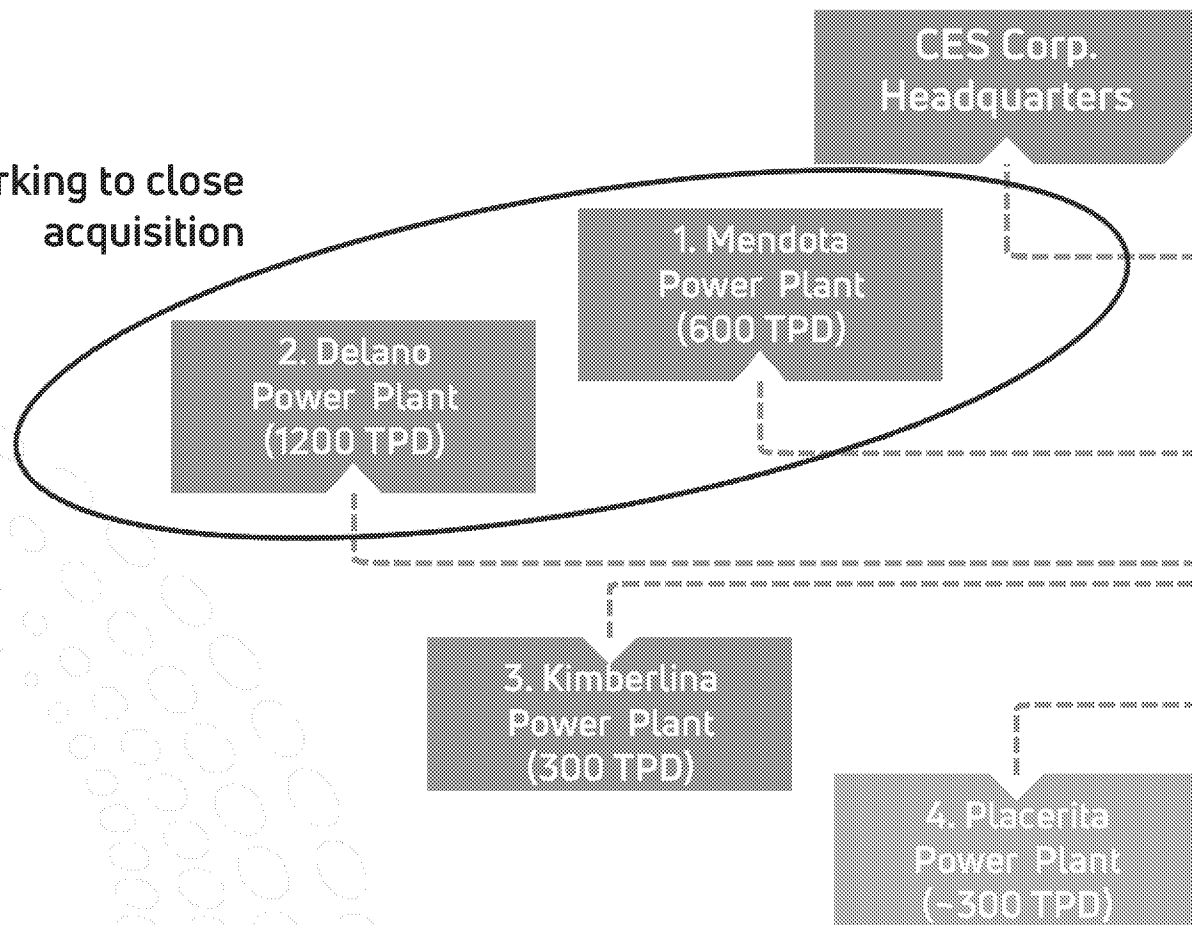 CES Corp.
Headquarters
to close
acquisition
1. Mendota
Power Plant
(600 TPD)
2. Delano
Power Plant
(1200 TPD)
3. Kimberlina
Power Plant
(300 TPD)
4. Placerita
Power Plant
(~300 TPD)